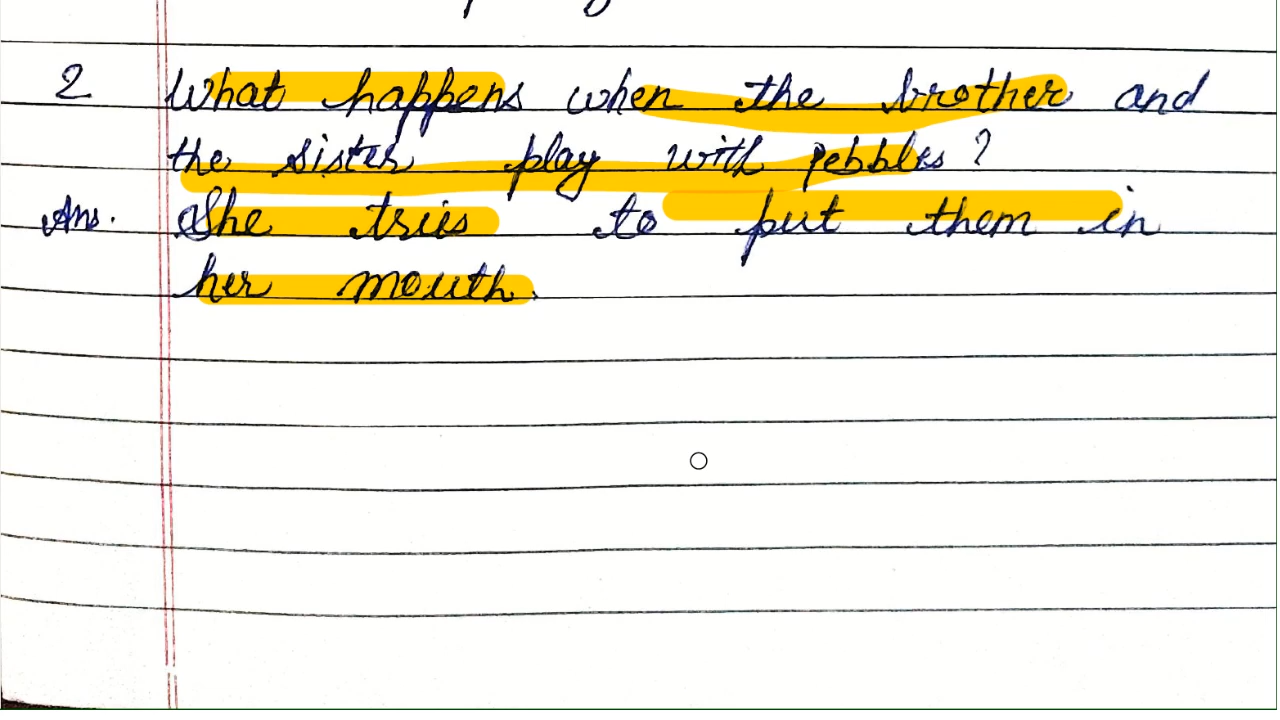 2 What happens when the brother and
the sister play with pebbles?
Ans. She tries to put them in
her mouth.